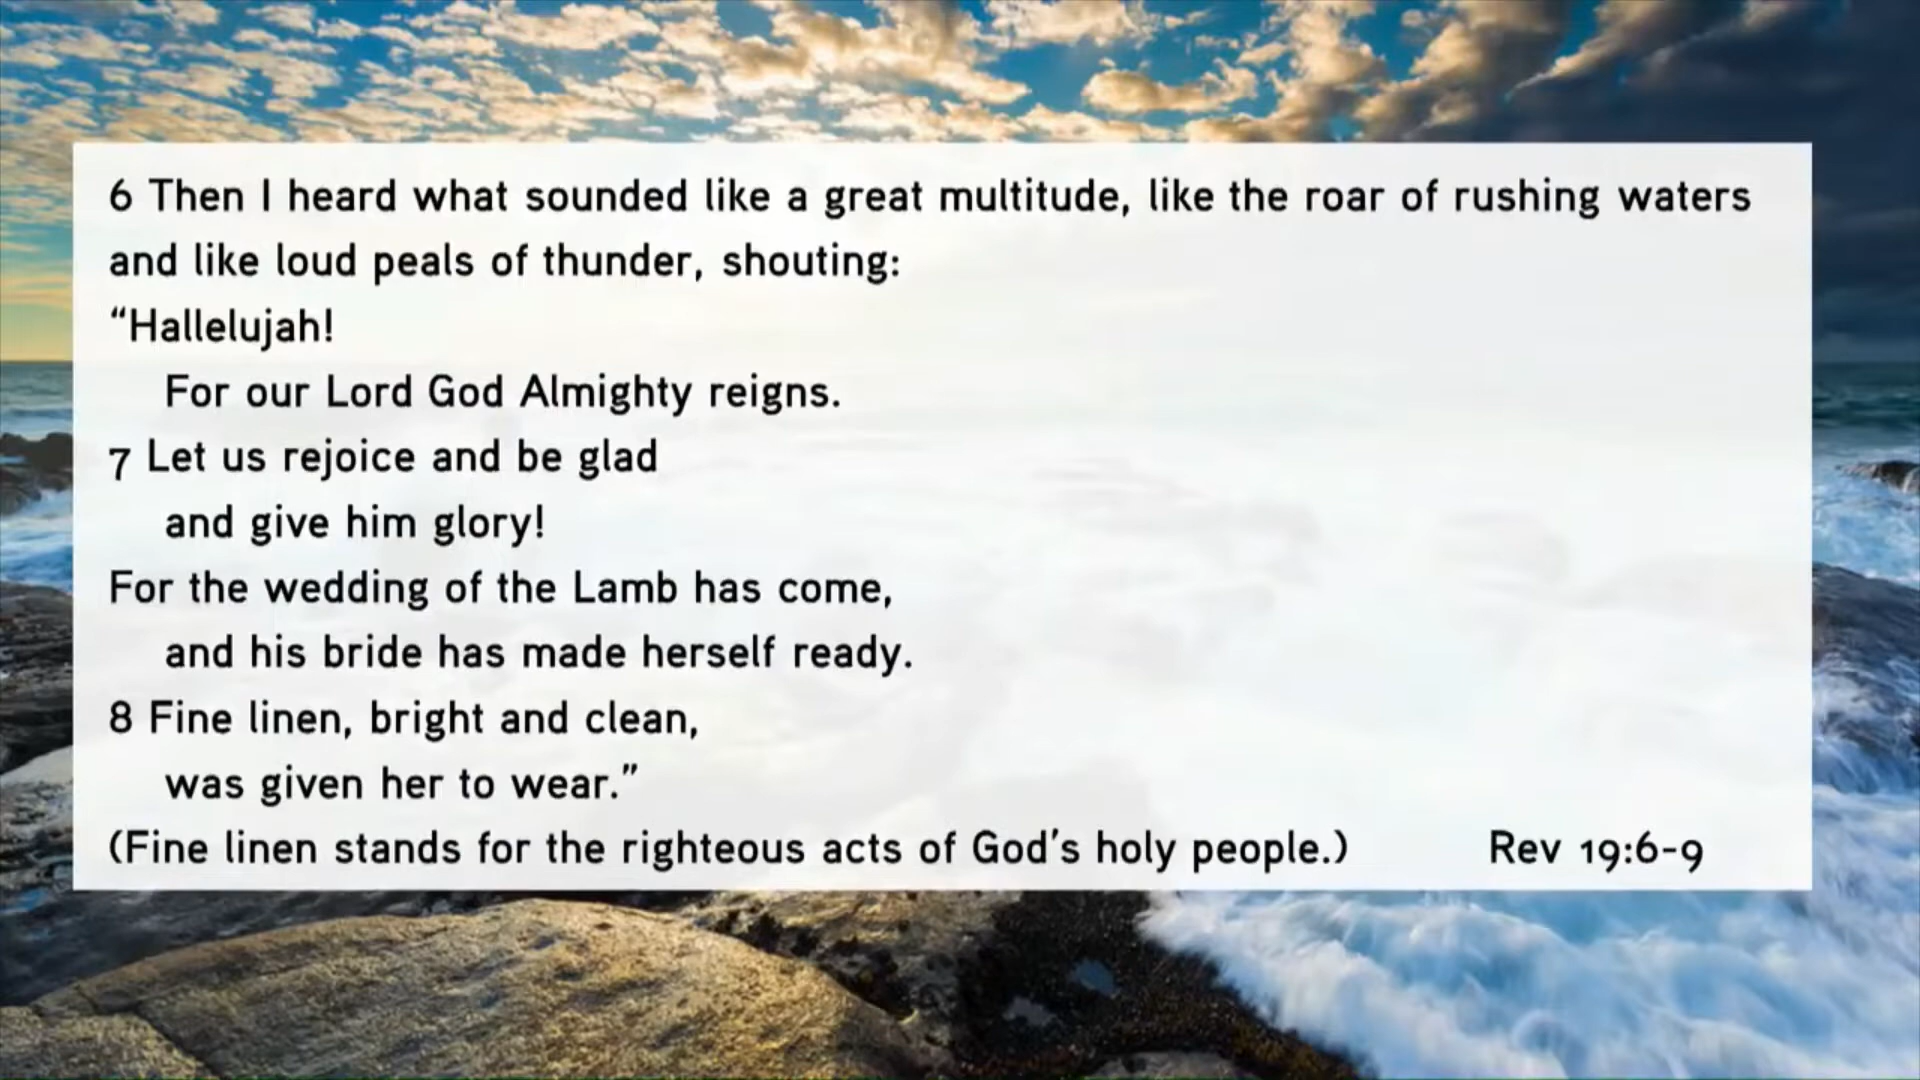 6 Then I heard what sounded like a great multitude, like the roar of rushing waters
and like loud peals of thunder, shouting:
“Hallelujah!
For our Lord God Almighty reigns.
7 Let us rejoice and be glad
and give him glory!
For the wedding of the Lamb has come,
and his bride has made herself ready.
8 Fine linen, bright and clean,
was given her to wear.”
(Fine linen stands for the righteous acts of God’s holy people.) Rev 19:6-9